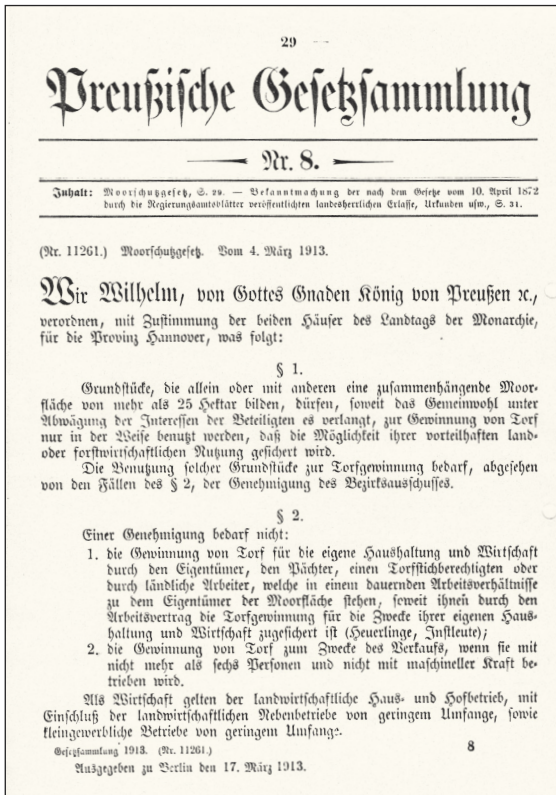 29
Preußische Gesetzsammlung
Nr. 8.
Inhalt: Moorschutzgesetz, S. 29. — Bekanntmachung der nach dem Gesetze vom 10. April 1872
durch die Regierungsamtsblätter veröffentlichten landesherrlichen Erlasse, Urkunden usw., S. 31.
(Nr. 11261.) Moorschutzgesetz. Vom 4. März 1913.
Wir Wilhelm, von Gottes Gnaden König von Preußen ꝛc.,
verordnen, mit Zustimmung der beiden Häuser des Landtags der Monarchie,
für die Provinz Hannover, was folgt:
§ 1.
Grundstücke, die allein oder mit anderen eine zusammenhängende Moor-
fläche von mehr als 25 Hektar bilden, dürfen, soweit das Gemeinwohl unter
Abwägung der Interessen der Beteiligten es verlangt, zur Gewinnung von Torf
nur in der Weise benutzt werden, daß die Möglichkeit ihrer vorteilhaften land-
oder forstwirtschaftlichen Nutzung gesichert wird.
Die Benutzung solcher Grundstücke zur Torfgewinnung bedarf, abgesehen
von den Fällen des § 2, der Genehmigung des Bezirksausschusses.
§ 2.
Einer Genehmigung bedarf nicht:
1. die Gewinnung von Torf für die eigene Haushaltung und Wirtschaft
durch den Eigentümer, den Pächter, einen Torfstichberechtigten oder
durch ländliche Arbeiter, welche in einem dauernden Arbeitsverhältnisse
zu dem Eigentümer der Moorfläche stehen, soweit ihnen durch den
Arbeitsvertrag die Torfgewinnung für die Zwecke ihrer eigenen Haus-
haltung und Wirtschaft zugesichert ist (Heuerlinge, Instleute);
2. die Gewinnung von Torf zum Zwecke des Verkaufs, wenn sie mit
nicht mehr als sechs Personen und nicht mit maschineller Kraft be-
trieben wird.
Als Wirtschaft gelten der landwirtschaftliche Haus- und Hofbetrieb, mit
Einschluß der landwirtschaftlichen Nebenbetriebe von geringem Umfange, sowie
kleingewerbliche Betriebe von geringem Umfange.
Gesetzsammlung 1913. (Nr. 11261.) 8
Ausgegeben zu Berlin den 17. März 1913.